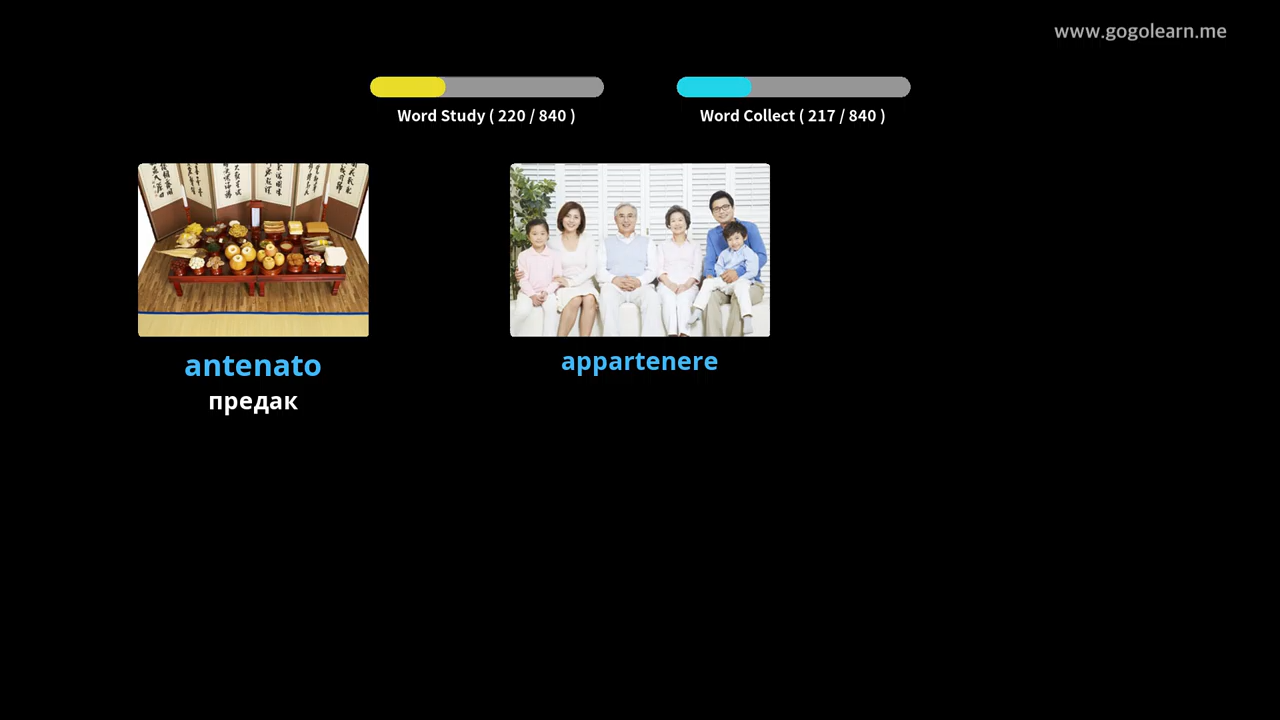 www.gogolearn.me
Word Study ( 220 / 840 )
Word Collect ( 217 / 840 )
antenato
предак
appartenere